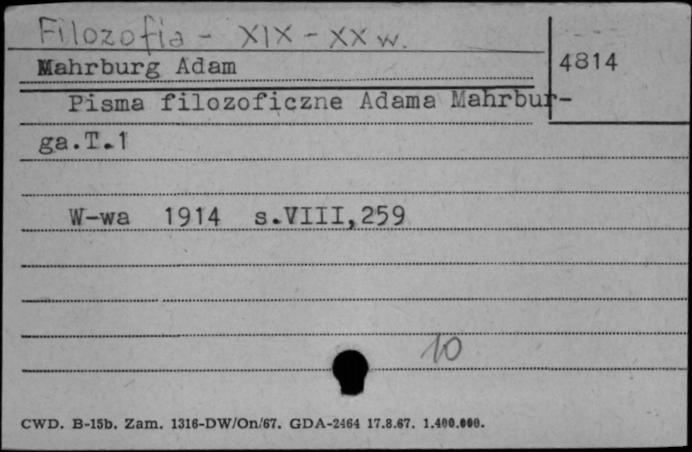 Filozofia - XIX - XX w.
Mahrburg Adam
4814
Pisma filozoficzne Adama Mahrbur-
ga.T.1
W-wa 1914 s.VIII,259
10
CWD. B-15b. Zam. 1316-DW/On/67. GDA-2464 17.8.67. 1.400.000.